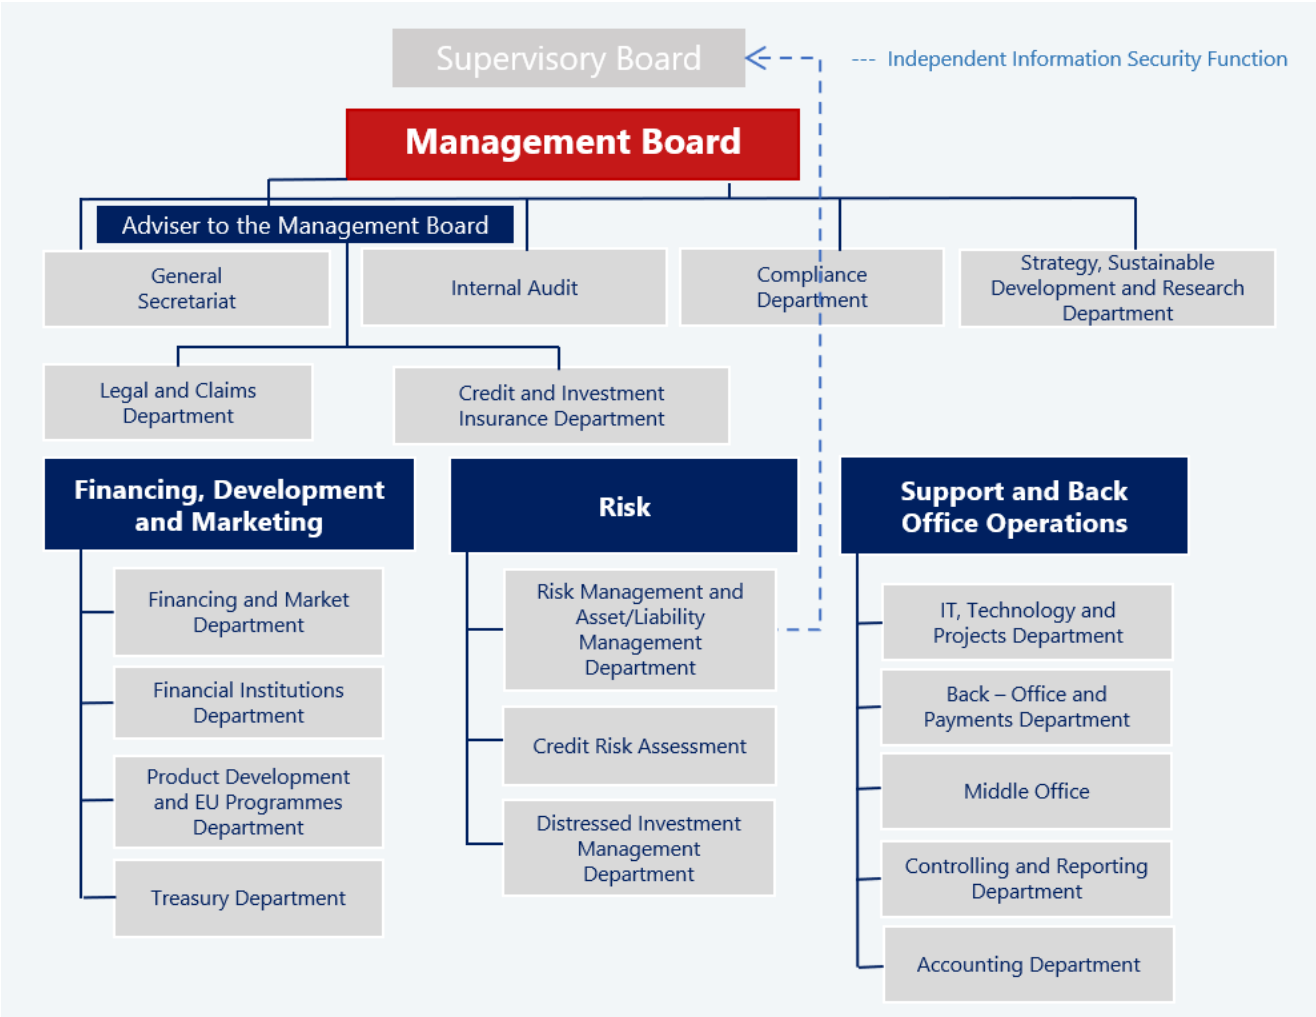 Supervisory Board
--- Independent Information Security Function
Management Board
Adviser to the Management Board
General
Secretariat
Internal Audit
Compliance
Department
Strategy, Sustainable
Development and Research
Department
Legal and Claims
Department
Credit and Investment
Insurance Department
Financing, Development
and Marketing
Financing and Market
Department
Financial Institutions
Department
Product Development
and EU Programmes
Department
Treasury Department
Risk
Risk Management and
Asset/Liability
Management
Department
Credit Risk Assessment
Distressed Investment
Management
Department
Support and Back
Office Operations
IT, Technology and
Projects Department
Back – Office and
Payments Department
Middle Office
Controlling and Reporting
Department
Accounting Department